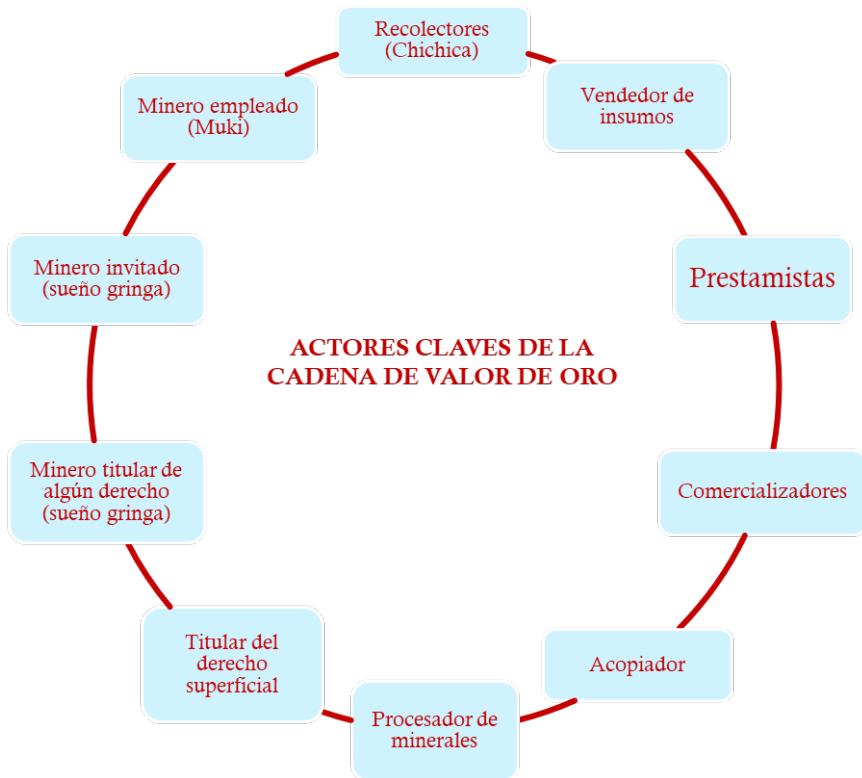 Recolectores
(Chichica)
Vendedor de
insumos
Prestamistas
Comercializadores
Acopiador
Procesador de
minerales
Titular del
derecho
superficial
Minero titular de
algún derecho
(sueño gringa)
Minero invitado
(sueño gringa)
Minero empleado
(Muki)
ACTORES CLAVES DE LA
CADENA DE VALOR DE ORO